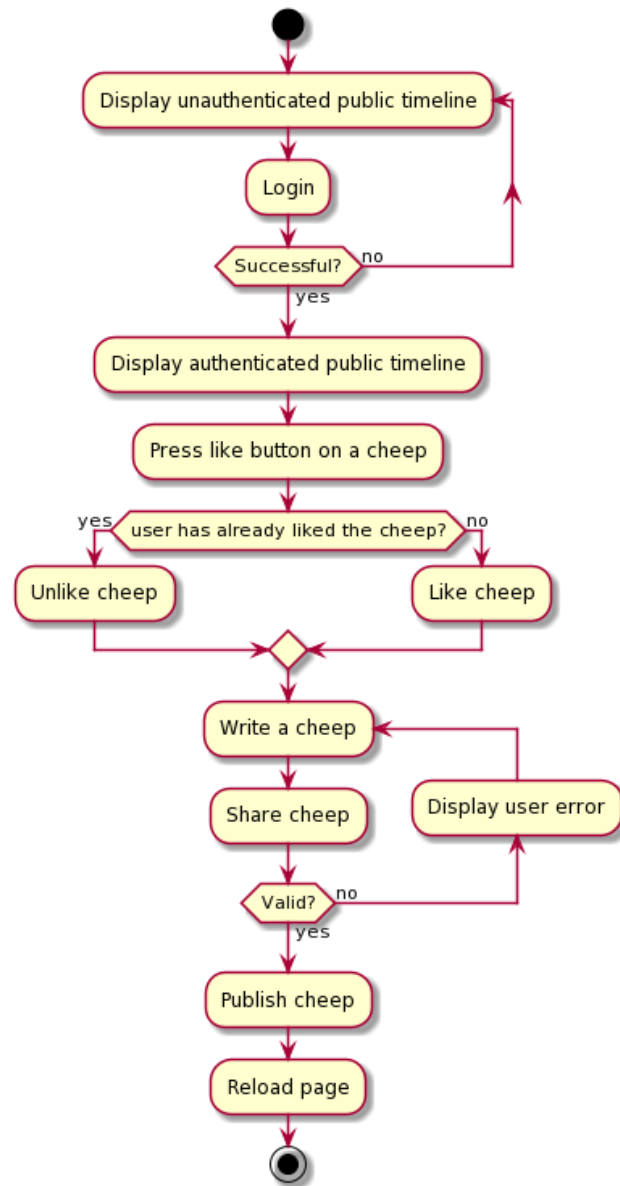 Display unauthenticated public timeline
Login
Successful?
no
yes
Display authenticated public timeline
Press like button on a cheep
yes
user has already liked the cheep?
no
Unlike cheep
Like cheep
Write a cheep
Display user error
Share cheep
Valid?
no
yes
Publish cheep
Reload page